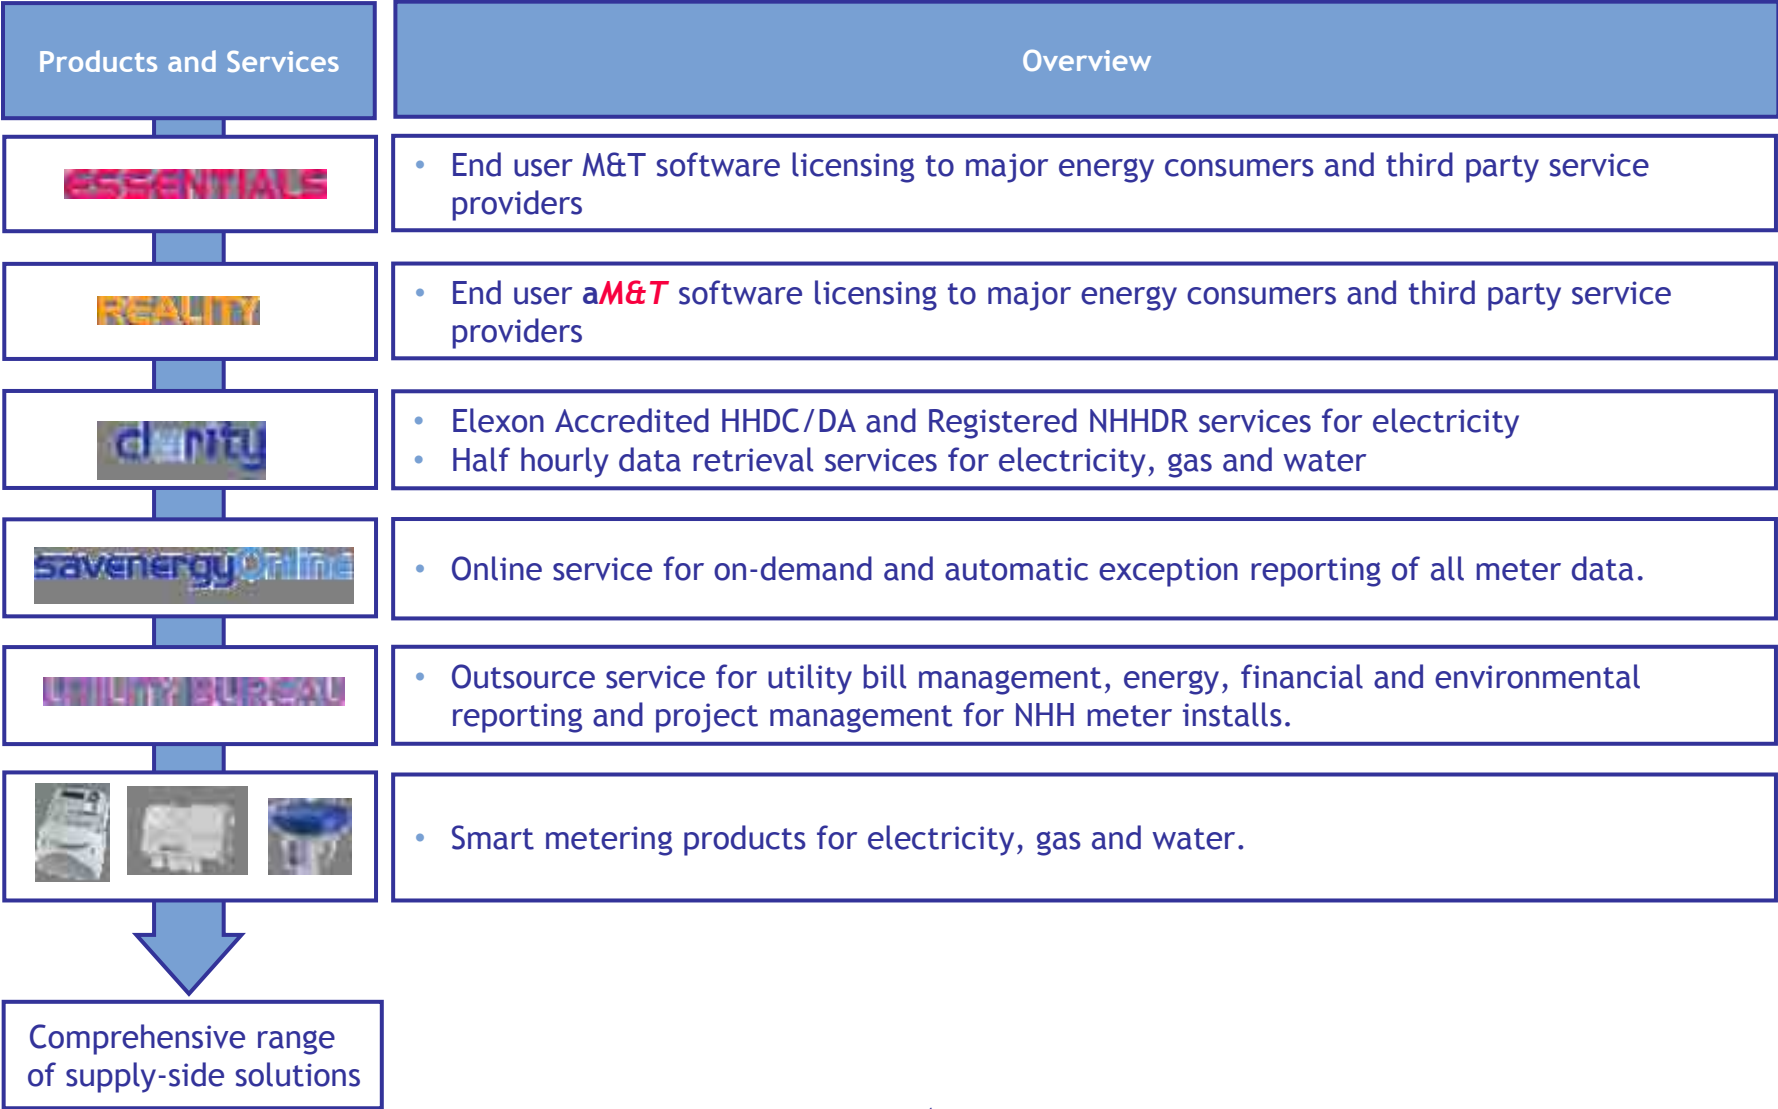 Products and Services
Overview
ESSENTIALS
• End user M&T software licensing to major energy consumers and third party service
providers
REALITY
• End user aM&T software licensing to major energy consumers and third party service
providers
clarity
• Elexon Accredited HHDC/DA and Registered NHHDR services for electricity
• Half hourly data retrieval services for electricity, gas and water
savenergyOnline
• Online service for on-demand and automatic exception reporting of all meter data.
UTILITY BUREAU
• Outsource service for utility bill management, energy, financial and environmental
reporting and project management for NHH meter installs.
• Smart metering products for electricity, gas and water.
Comprehensive range
of supply-side solutions